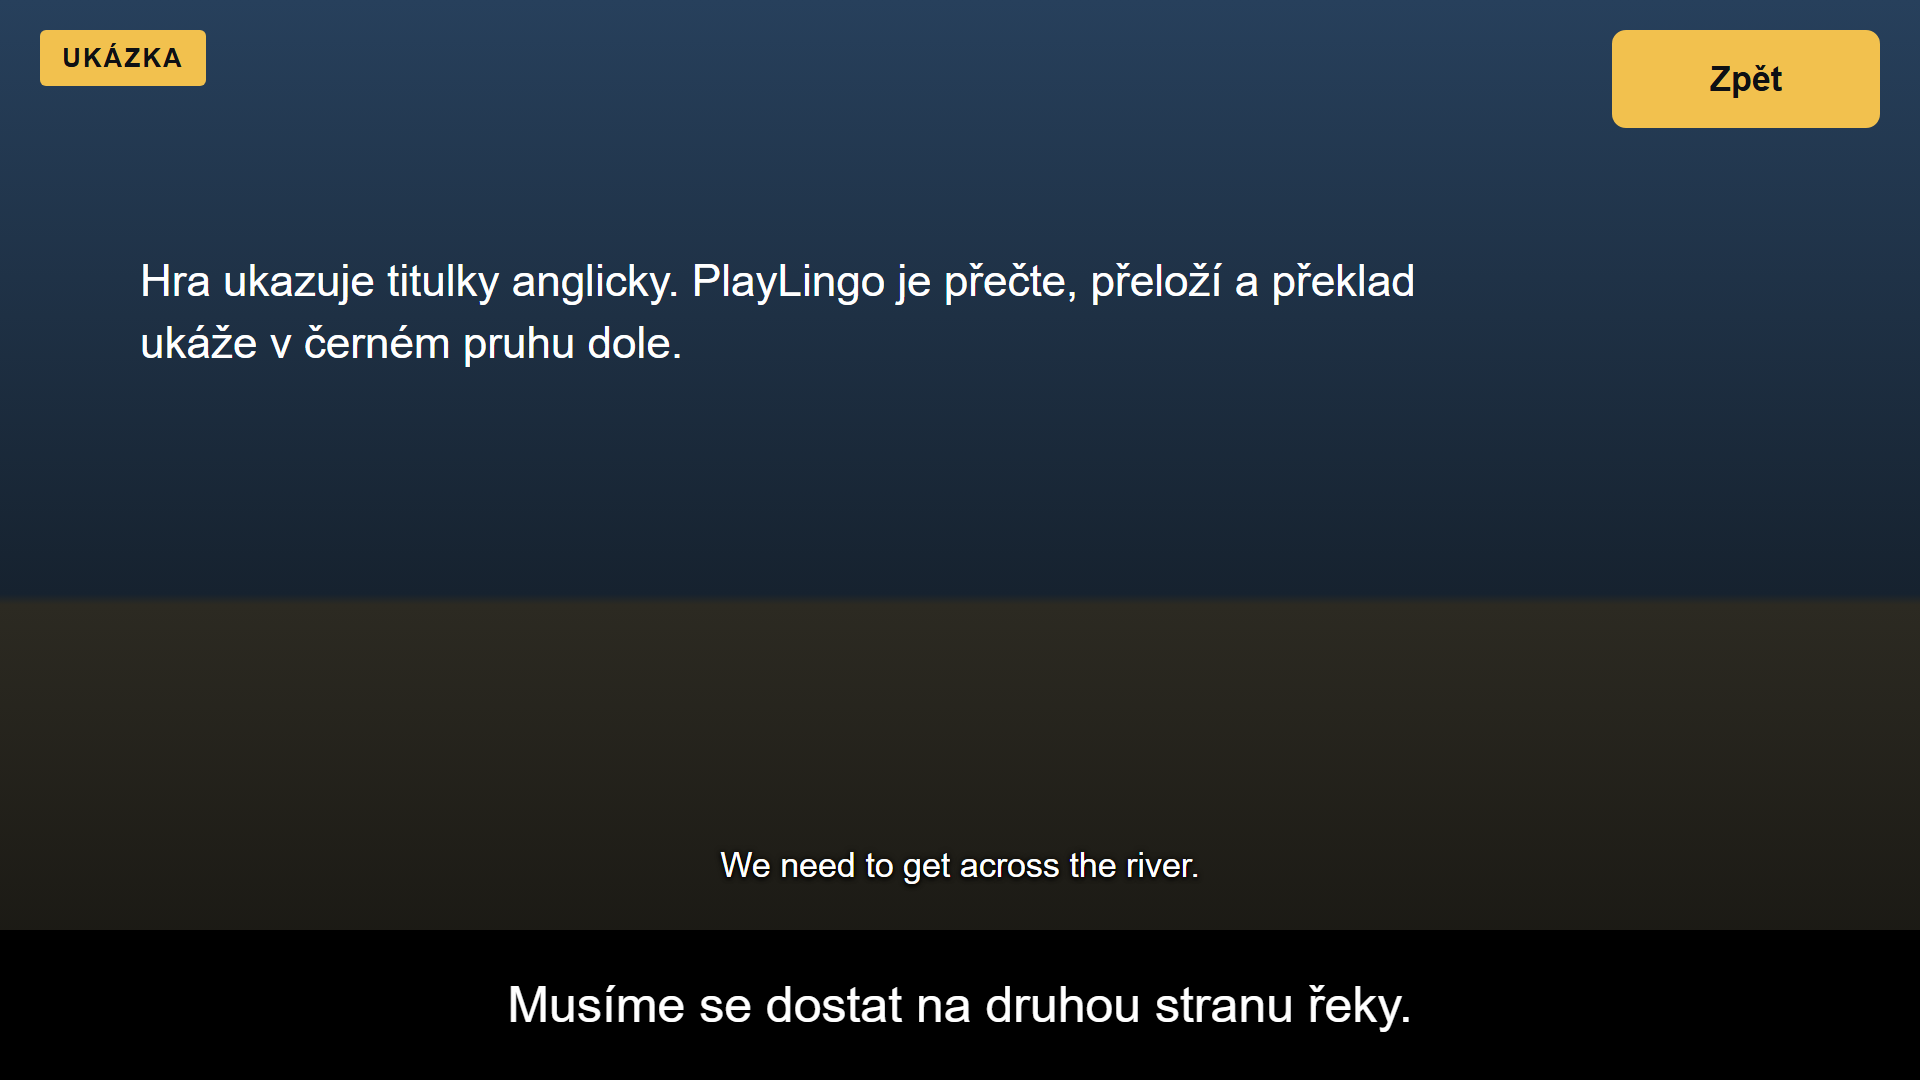 UKÁZKA
Zpět
Hra ukazuje titulky anglicky. PlayLingo je přečte, přeloží a překlad
ukáže v černém pruhu dole.
We need to get across the river.
Musíme se dostat na druhou stranu řeky.